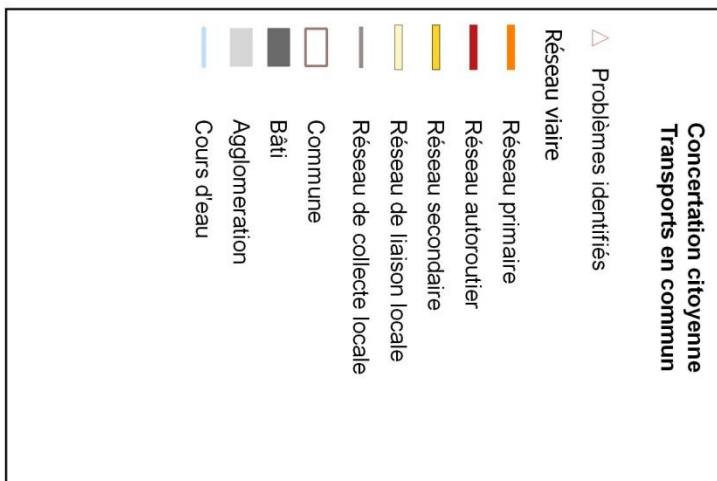 Concertation citoyenne
Transports en commun
Problèmes identifiés
Réseau viaire
Réseau primaire
Réseau autoroutier
Réseau secondaire
Réseau de liaison locale
Réseau de collecte locale
Commune
Bâti
Agglomeration
Cours d'eau